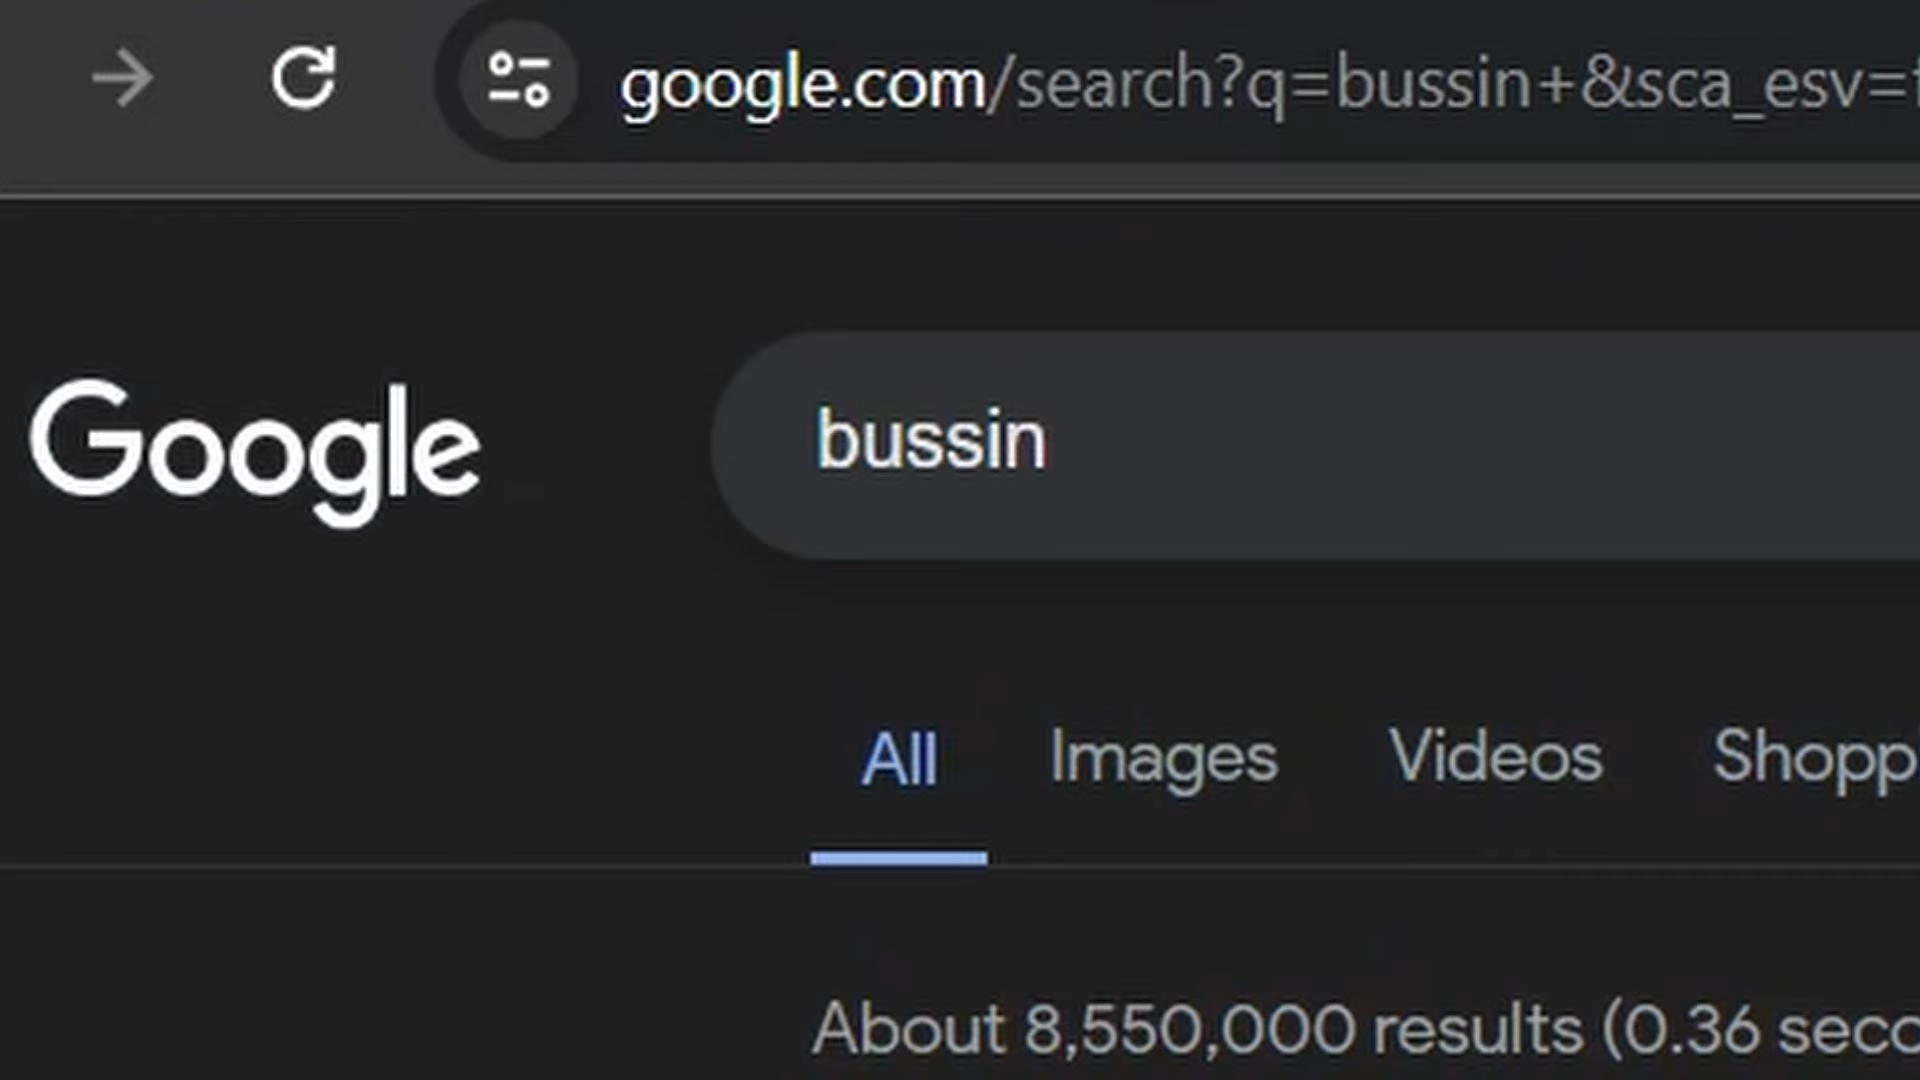 google.com/search?q=bussin+&sca_esv=
Google
bussin
All Images Videos Shopp
About 8,550,000 results (0.36 seco